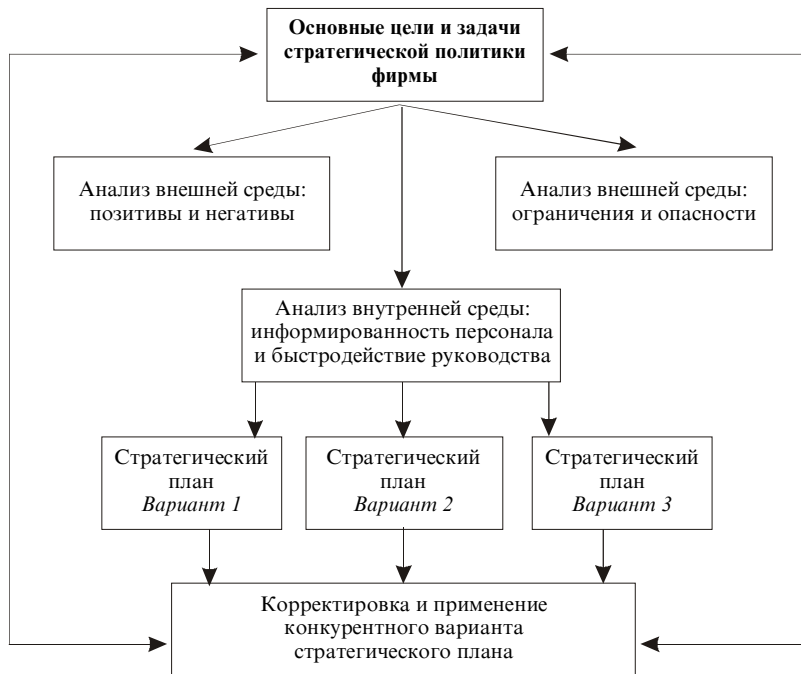 Основные цели и задачи
стратегической политики
фирмы
Анализ внешней среды:
позитивы и негативы
Анализ внешней среды:
ограничения и опасности
Анализ внутренней среды:
информированность персонала
и быстродействие руководства
Стратегический
план
Вариант 1
Стратегический
план
Вариант 2
Стратегический
план
Вариант 3
Корректировка и применение
конкурентного варианта
стратегического плана